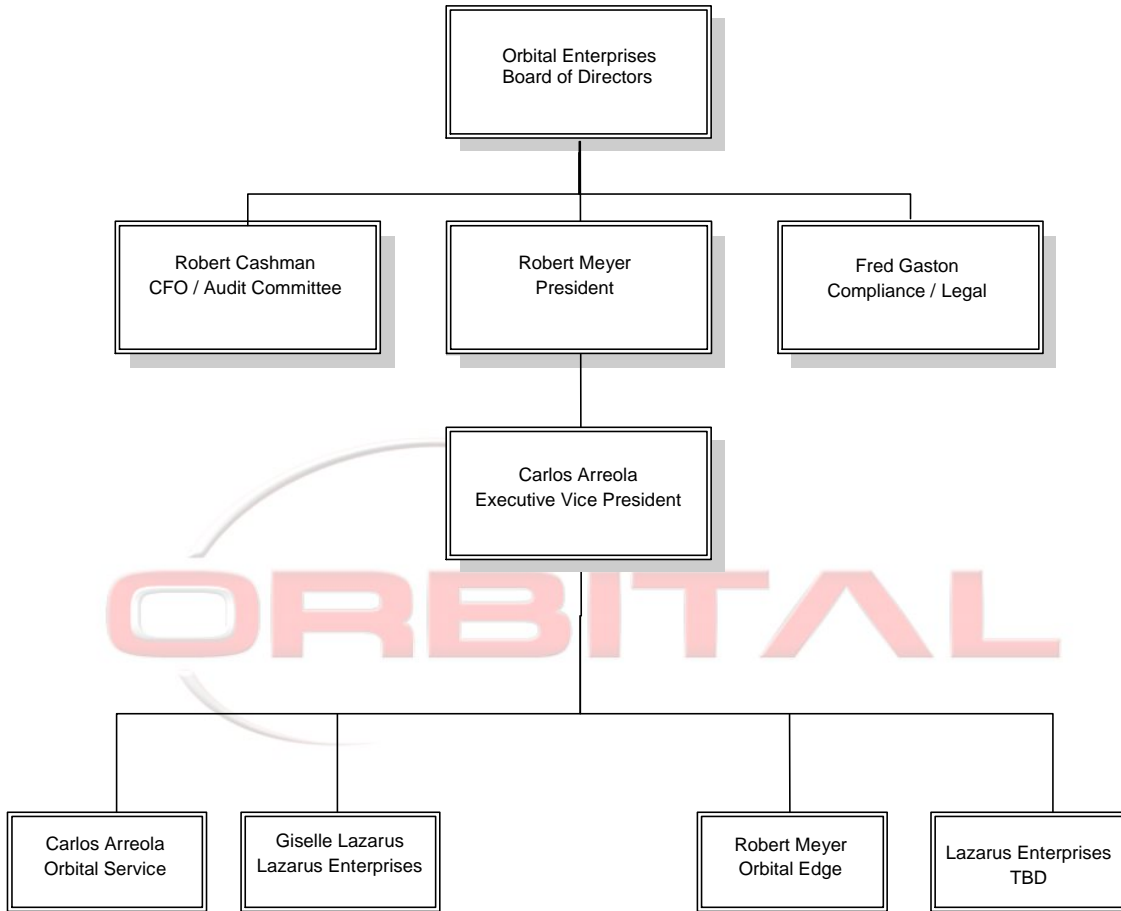 Orbital Enterprises
Board of Directors
Robert Cashman
CFO / Audit Committee
Robert Meyer
President
Fred Gaston
Compliance / Legal
Carlos Arreola
Executive Vice President
ORBITAL
Carlos Arreola
Orbital Service
Giselle Lazarus
Lazarus Enterprises
Robert Meyer
Orbital Edge
Lazarus Enterprises
TBD